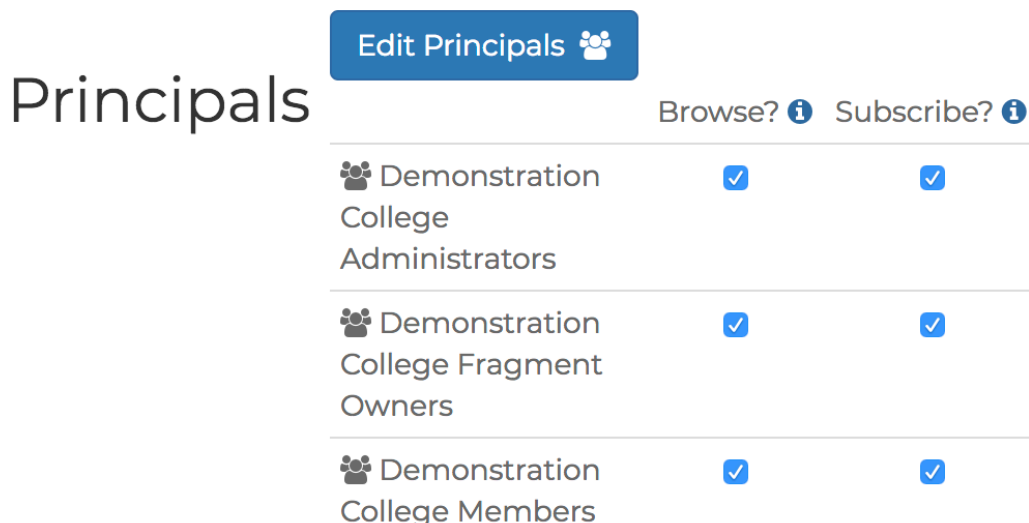 Edit Principals
Principals
Browse? Subscribe?
Demonstration
College
Administrators
Demonstration
College Fragment
Owners
Demonstration
College Members